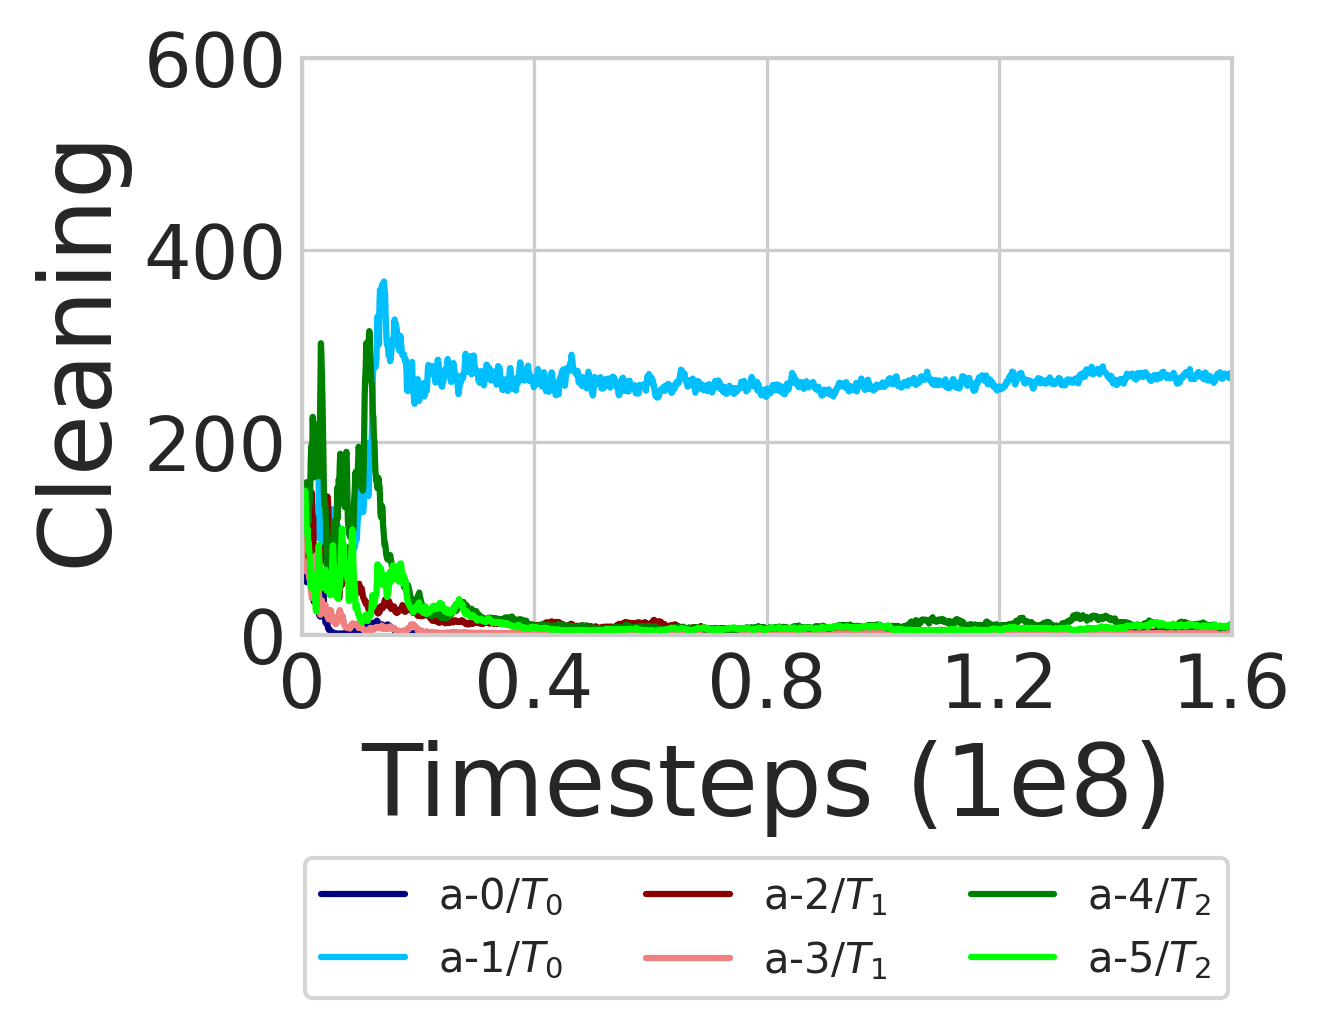 600
400
200
0
Cleaning
0 0.4 0.8 1.2 1.6
Timesteps (1e8)
a-0/T₀ a-2/T₁ a-4/T₂
a-1/T₀ a-3/T₁ a-5/T₂